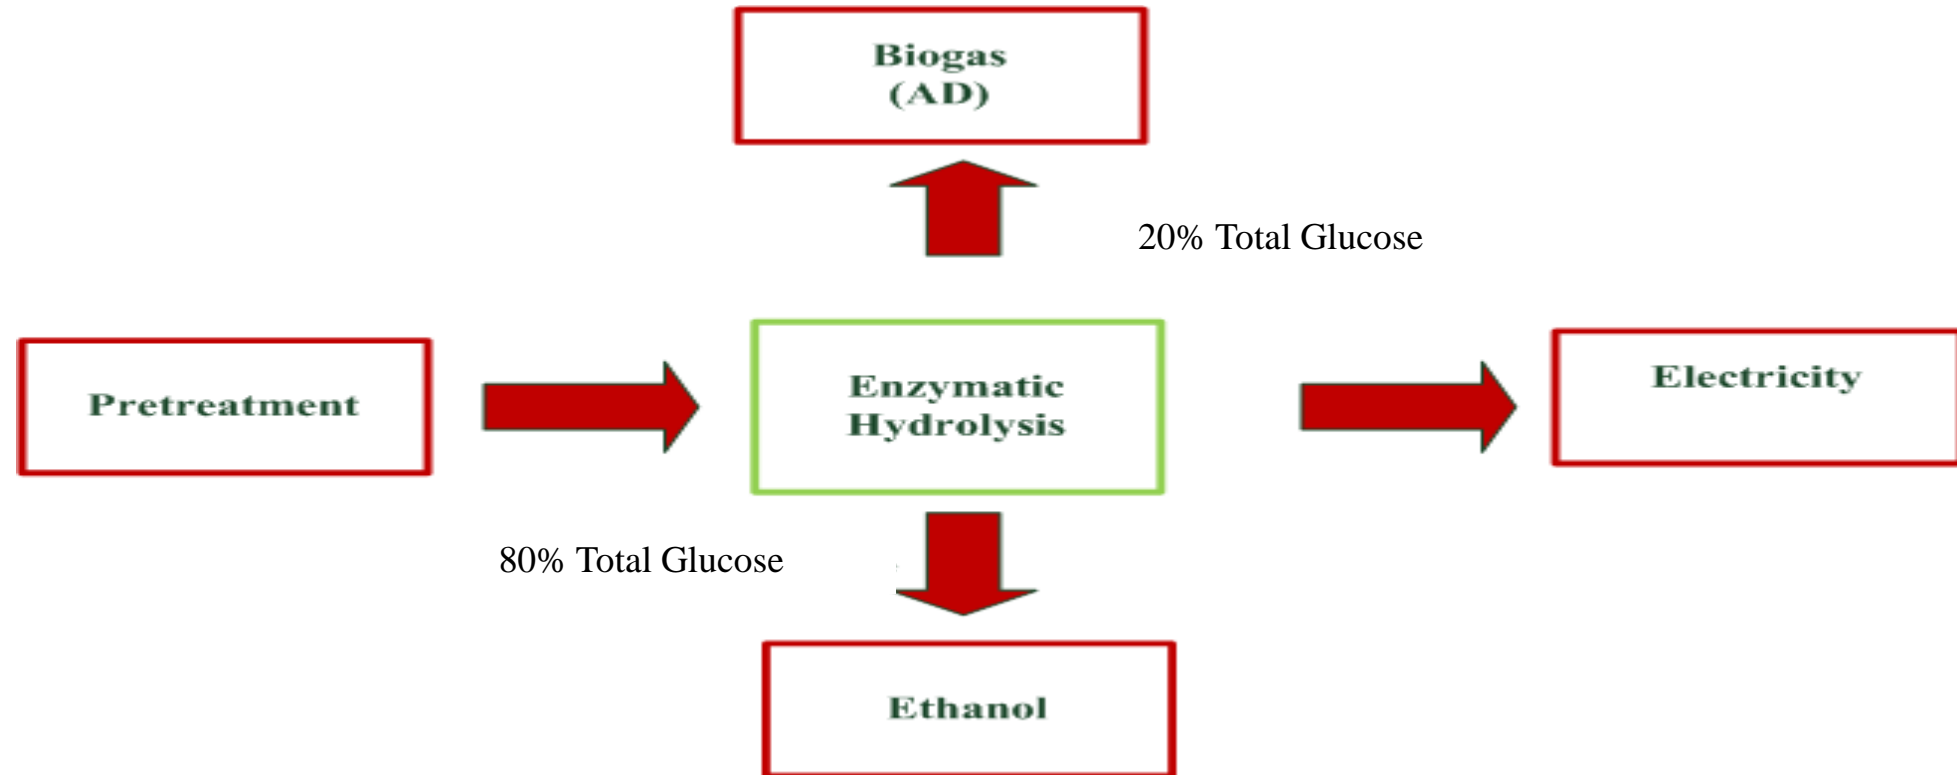 Biogas
(AD)
20% Total Glucose
Pretreatment
Enzymatic
Hydrolysis
Electricity
80% Total Glucose
Ethanol